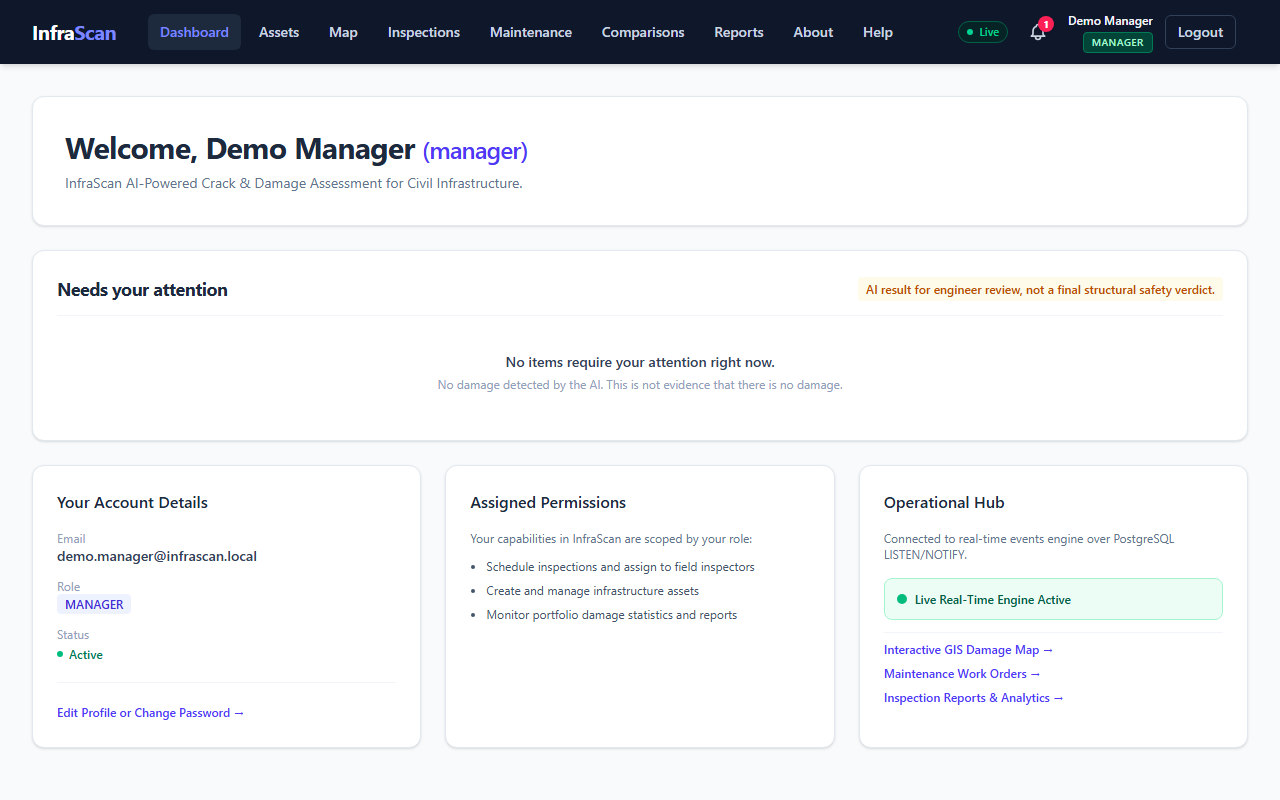 InfraScan Dashboard Assets Map Inspections Maintenance Comparisons Reports About Help Live 1 Demo Manager MANAGER Logout
Welcome, Demo Manager (manager)
InfraScan AI-Powered Crack & Damage Assessment for Civil Infrastructure.
Needs your attention
AI result for engineer review, not a final structural safety verdict.
No items require your attention right now.
No damage detected by the AI. This is not evidence that there is no damage.
Your Account Details
Email
demo.manager@infrascan.local
Role
MANAGER
Status
Active
Edit Profile or Change Password →
Assigned Permissions
Your capabilities in InfraScan are scoped by your role:
• Schedule inspections and assign to field inspectors
• Create and manage infrastructure assets
• Monitor portfolio damage statistics and reports
Operational Hub
Connected to real-time events engine over PostgreSQL
LISTEN/NOTIFY.
Live Real-Time Engine Active
Interactive GIS Damage Map →
Maintenance Work Orders →
Inspection Reports & Analytics →